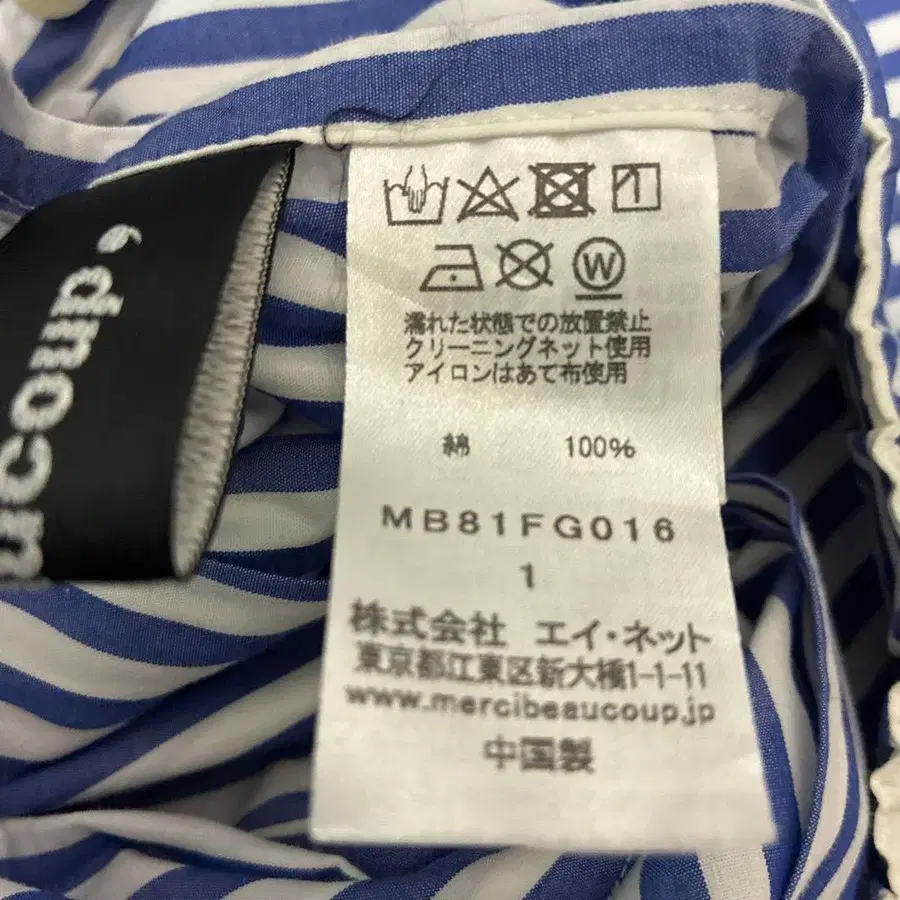 ucoup,
W
濡れた状態での放置禁止
クリーニングネット使用
アイロンはあて布使用
綿 100%
MB81FG016
1
株式会社 エイ・ネット
東京都江東区新大橋1-1-11
www.mercibeaucoup.jp
中国製